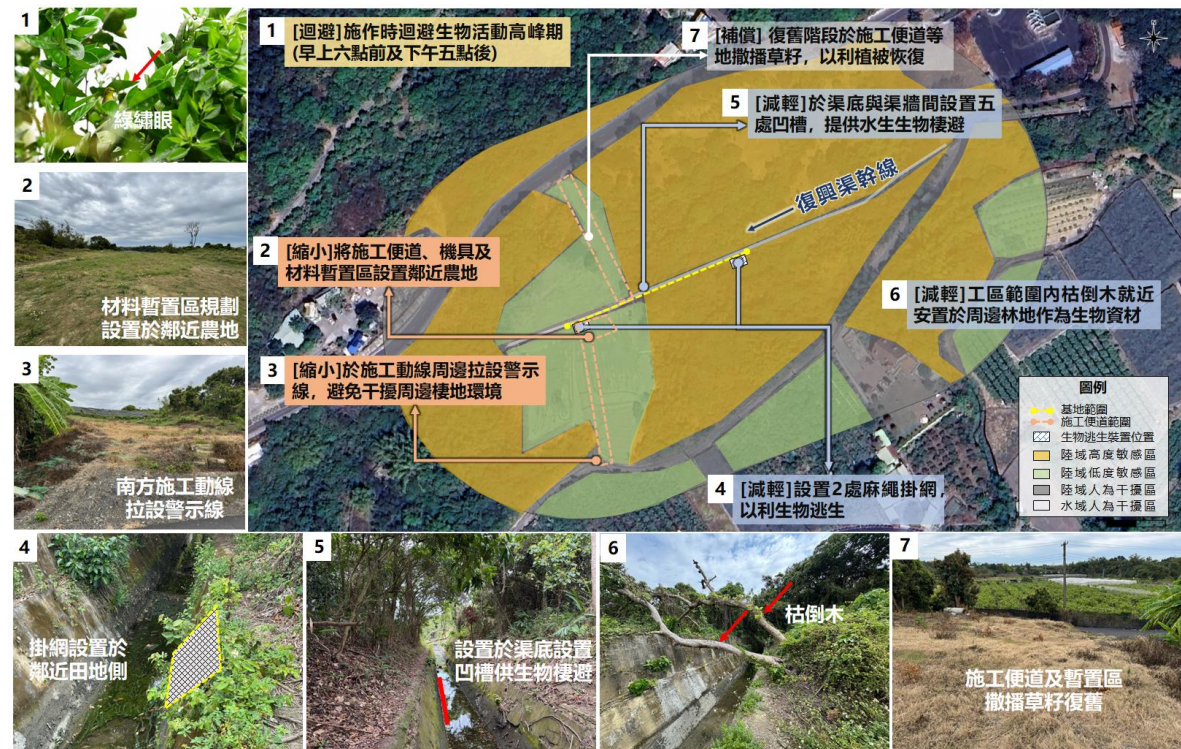 1
綠繡眼
2
材料暫置區規劃
設置於鄰近農地
3
南方施工動線
拉設警示線
1 [迴避]施作時迴避生物活動高峰期
(早上六點前及下午五點後)
7 [補償] 復舊階段於施工便道等
地撒播草籽，以利植被恢復
5 [減輕]於渠底與渠牆間設置五
處凹槽，提供水生生物棲避
復興渠幹線
2 [縮小]將施工便道、機具及
材料暫置區設置鄰近農地
6 [減輕]工區範圍內枯倒木就近
安置於周邊林地作為生物資材
3 [縮小]於施工動線周邊拉設警示
線，避免干擾周邊棲地環境
4 [減輕]設置2處麻繩掛網，
以利生物逃生
圖例
基地範圍
施工便道範圍
生物逃生裝置位置
陸域高度敏感區
陸域低度敏感區
陸域人為干擾區
水域人為干擾區
4
掛網設置於
鄰近田地側
5
設置於渠底設置
凹槽供生物棲避
6
枯倒木
7
施工便道及暫置區
撒播草籽復舊